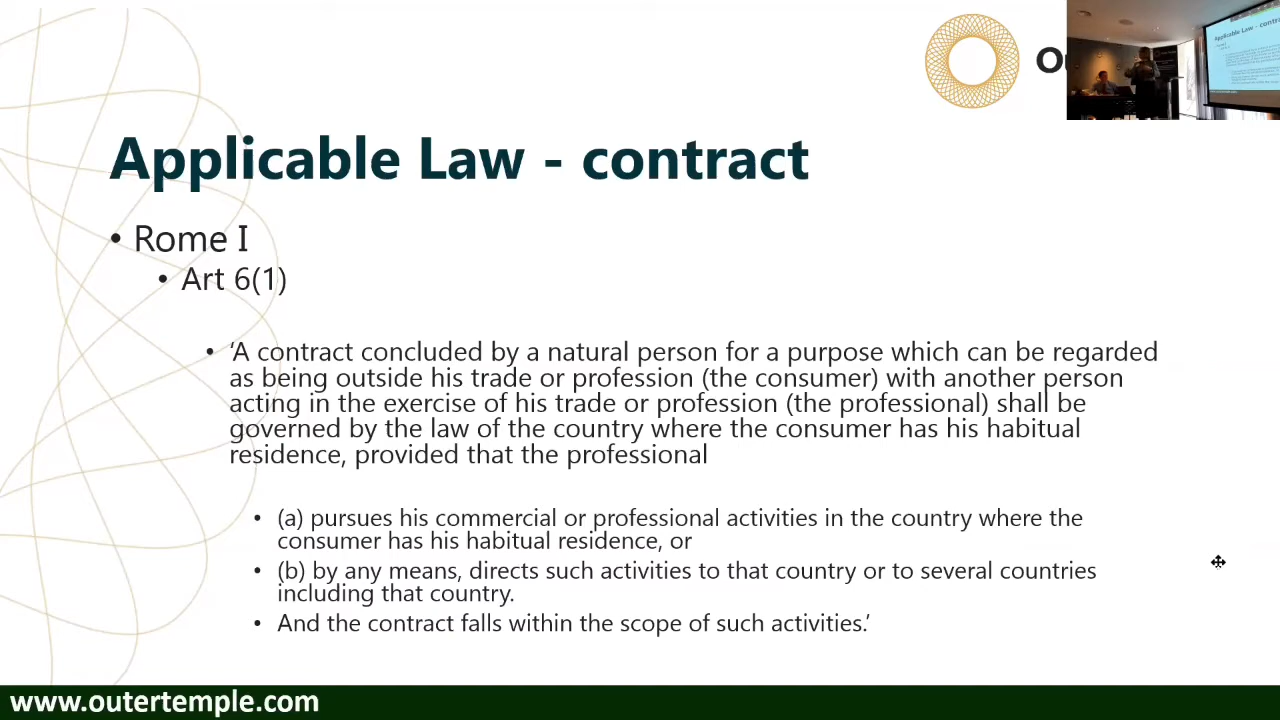 Applicable Law - contract
• Rome I
• Art 6(1)
• ‘A contract concluded by a natural person for a purpose which can be regarded
as being outside his trade or profession (the consumer) with another person
acting in the exercise of his trade or profession (the professional) shall be
governed by the law of the country where the consumer has his habitual
residence, provided that the professional
• (a) pursues his commercial or professional activities in the country where the
consumer has his habitual residence, or
• (b) by any means, directs such activities to that country or to several countries
including that country.
• And the contract falls within the scope of such activities.’
www.outertemple.com